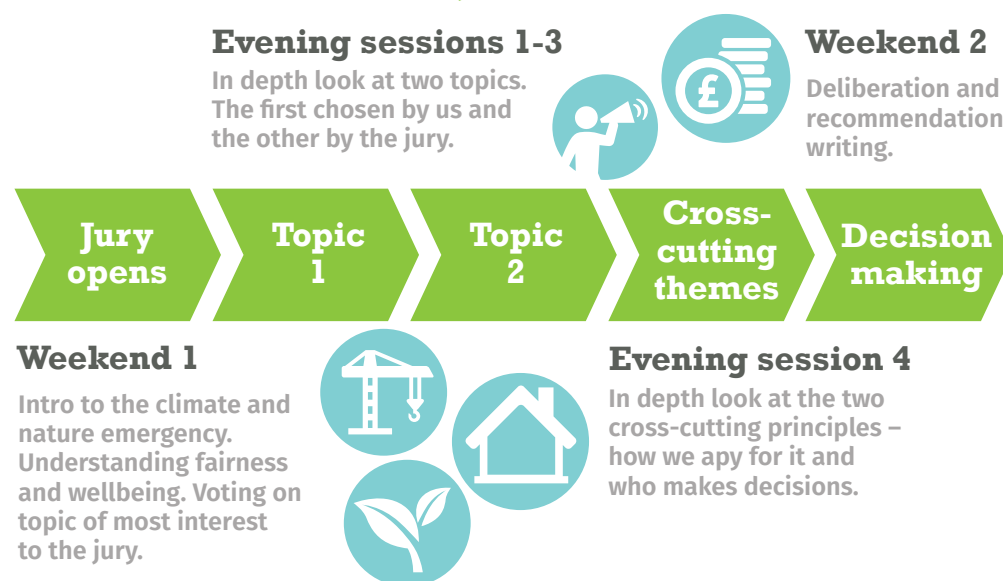 Evening sessions 1-3
In depth look at two topics.
The first chosen by us and
the other by the jury.
£
Weekend 2
Deliberation and
recommendation
writing.
Jury
opens
Topic
1
Topic
2
Cross-
cutting
themes
Decision
making
Weekend 1
Intro to the climate and
nature emergency.
Understanding fairness
and wellbeing. Voting on
topic of most interest
to the jury.
Evening session 4
In depth look at the two
cross-cutting principles –
how we apy for it and
who makes decisions.